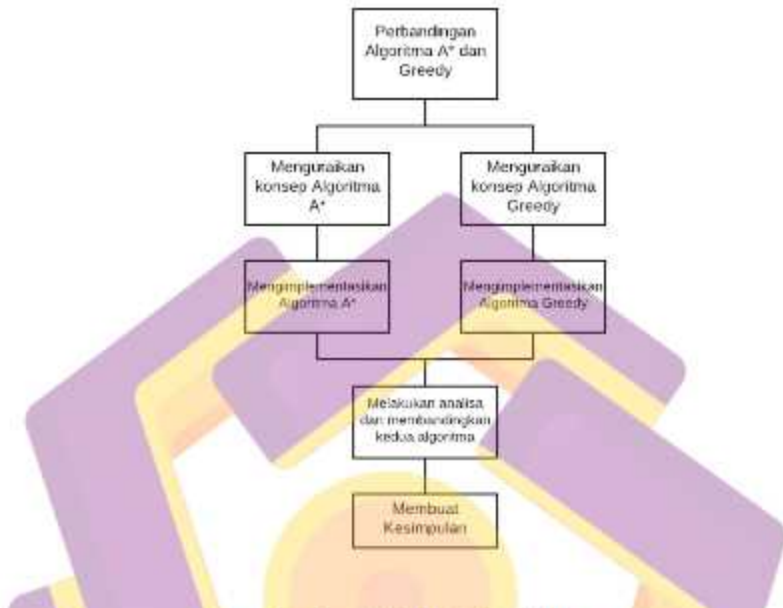 Perbandingan
Algoritma A* dan
Greedy
Menguraikan
konsep Algoritma
A*
Menguraikan
konsep Algoritma
Greedy
Mengimplementasikan
Algoritma A*
Mengimplementasikan
Algoritma Greedy
Melakukan analisa
dan membandingkan
kedua algoritma
Membuat
Kesimpulan